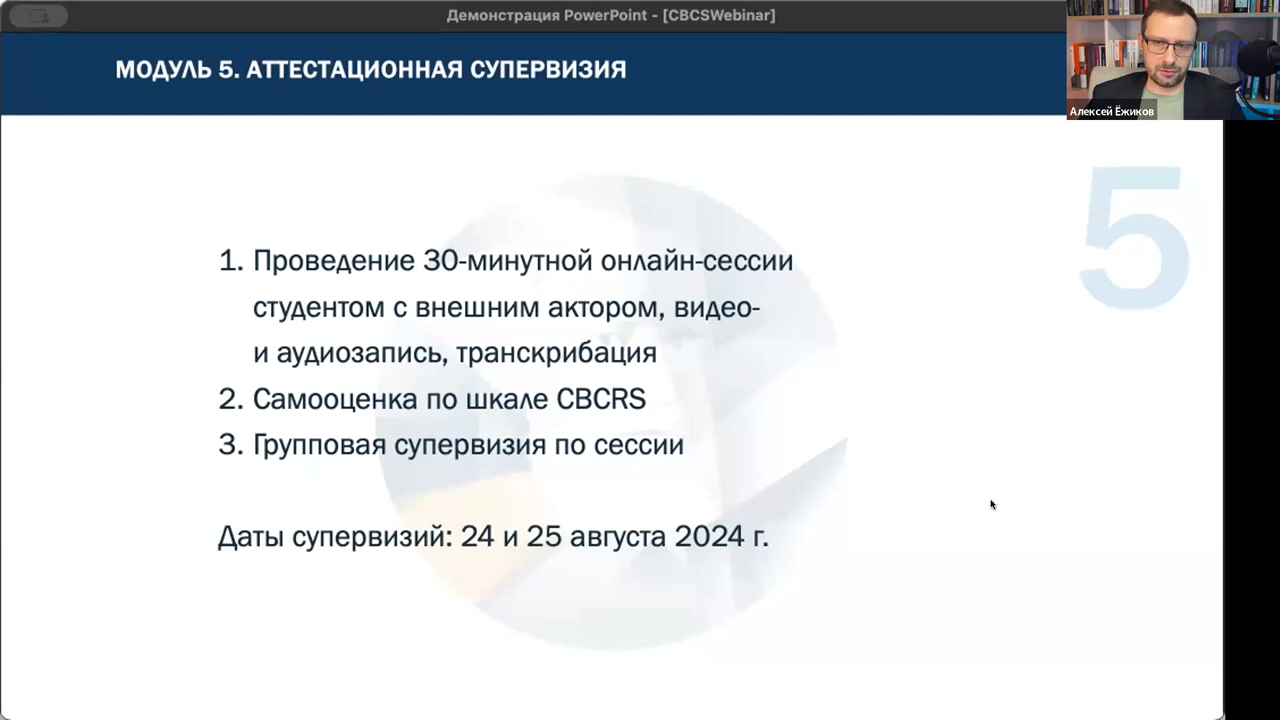 Демонстрация PowerPoint - [CBCSWebinar]
МОДУЛЬ 5. АТТЕСТАЦИОННАЯ СУПЕРВИЗИЯ
Алексей Ёжиков
5
1. Проведение 30-минутной онлайн-сессии
студентом с внешним актором, видео-
и аудиозапись, транскрибация
2. Самооценка по шкале CBCRS
3. Групповая супервизия по сессии
Даты супервизий: 24 и 25 августа 2024 г.